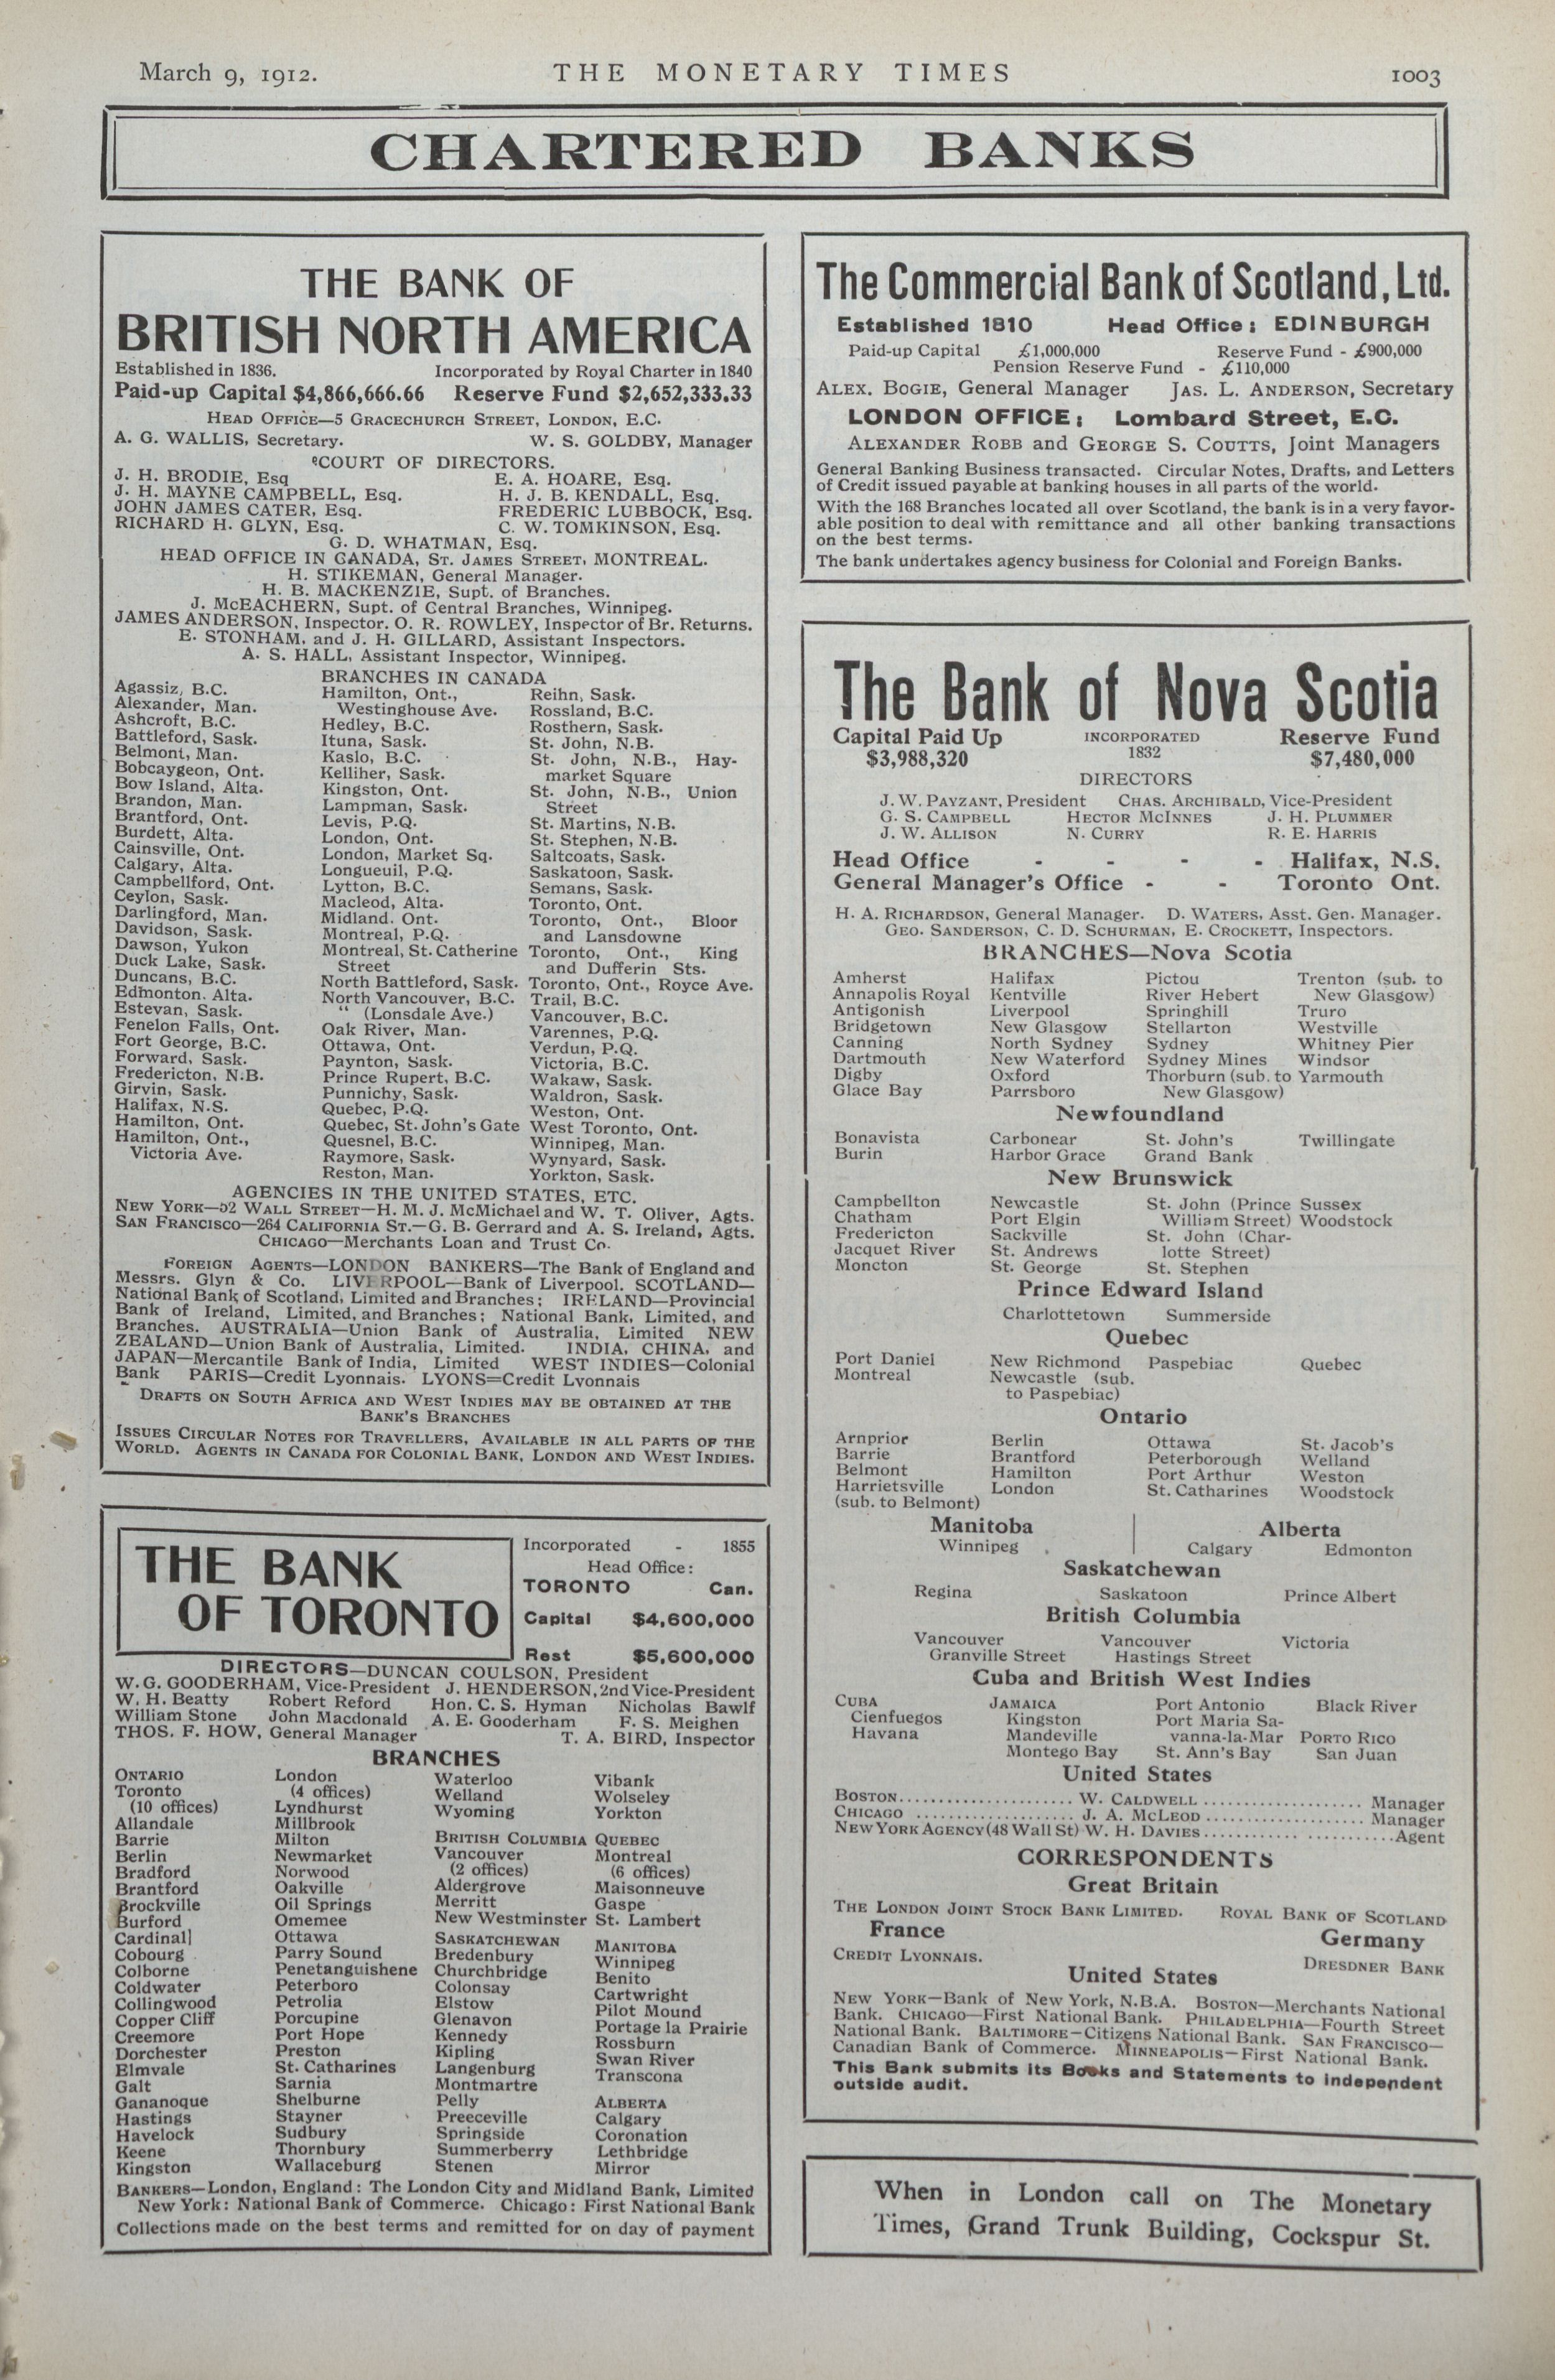 March 9, 1912.
THE MONETARY TIMES
1003
CHARTERED BANKS
THE BANK OF
BRITISH NORTH AMERICA
Established in 1836. Incorporated by Royal Charter in 1840
Paid-up Capital $4,866,666.66 Reserve Fund $2,652,333.33
HEAD OFFICE—5 GRACECHURCH STREET, LONDON, E.C.
A. G. WALLIS, Secretary. W. S. GOLDBY, Manager
COURT OF DIRECTORS.
J. H. BRODIE, Esq E. A. HOARE, Esq.
J. H. MAYNE CAMPBELL, Esq. H. J. B. KENDALL, Esq.
JOHN JAMES CATER, Esq. FREDERIC LUBBOCK, Esq.
RICHARD H. GLYN, Esq. C. W. TOMKINSON, Esq.
G. D. WHATMAN, Esq.
HEAD OFFICE IN CANADA, ST. JAMES STREET, MONTREAL.
H. STIKEMAN, General Manager.
H. B. MACKENZIE, Supt. of Branches.
J. McEACHERN, Supt. of Central Branches, Winnipeg.
JAMES ANDERSON, Inspector. O. R. ROWLEY, Inspector of Br. Returns.
E. STONHAM, and J. H. GILLARD, Assistant Inspectors.
A. S. HALL, Assistant Inspector, Winnipeg.
BRANCHES IN CANADA
Agassiz, B.C.
Alexander, Man.
Ashcroft, B.C.
Battleford, Sask.
Belmont, Man.
Bobcaygeon, Ont.
Bow Island, Alta.
Brandon, Man.
Brantford, Ont.
Burdett, Alta.
Cainsville, Ont.
Calgary, Alta.
Campbellford, Ont.
Ceylon, Sask.
Darlingford, Man.
Davidson, Sask.
Dawson, Yukon
Duck Lake, Sask.
Duncans, B.C.
Edmonton, Alta.
Estevan, Sask.
Fenelon Falls, Ont.
Fort George, B.C.
Forward, Sask.
Fredericton, N.B.
Girvin, Sask.
Halifax, N.S.
Hamilton, Ont.
Hamilton, Ont.,
Victoria Ave.
Hamilton, Ont.,
Westinghouse Ave.
Hedley, B.C.
Ituna, Sask.
Kaslo, B.C.
Kelliher, Sask.
Kingston, Ont.
Lampman, Sask.
Levis, P.Q.
London, Ont.
London, Market Sq.
Longueuil, P.Q.
Lytton, B.C.
Macleod, Alta.
Midland. Ont.
Montreal, P.Q.
Montreal, St. Catherine
Street
North Battleford, Sask.
North Vancouver, B.C.
" (Lonsdale Ave.)
Oak River, Man.
Ottawa, Ont.
Paynton, Sask.
Prince Rupert, B.C.
Punnichy, Sask.
Quebec, P.Q.
Quebec, St. John's Gate
Quesnel, B.C.
Raymore, Sask.
Reston, Man.
Reihn, Sask.
Rossland, B.C.
Rosthern, Sask.
St. John, N.B.
St. John, N.B., Hay-
market Square
St. John, N.B., Union
Street
St. Martins, N.B.
St. Stephen, N.B.
Saltcoats, Sask.
Saskatoon, Sask.
Semans, Sask.
Toronto, Ont.
Toronto, Ont., Bloor
and Lansdowne
Toronto, Ont., King
and Dufferin Sts.
Toronto, Ont., Royce Ave.
Trail, B.C.
Vancouver, B.C.
Varennes, P.Q.
Verdun, P.Q.
Victoria, B.C.
Wakaw, Sask.
Waldron, Sask.
Weston, Ont.
West Toronto, Ont.
Winnipeg, Man.
Wynyard, Sask.
Yorkton, Sask.
AGENCIES IN THE UNITED STATES, ETC.
NEW YORK—52 WALL STREET—H. M. J. McMichael and W. T. Oliver, Agts.
SAN FRANCISCO—264 CALIFORNIA ST.—G. B. Gerrard and A. S. Ireland, Agts.
CHICAGO—Merchants Loan and Trust Co.
FOREIGN AGENTS—LONDON BANKERS—The Bank of England and
Messrs. Glyn & Co. LIVERPOOL—Bank of Liverpool. SCOTLAND—
National Bank of Scotland, Limited and Branches; IRELAND—Provincial
Bank of Ireland, Limited, and Branches; National Bank, Limited, and
Branches. AUSTRALIA—Union Bank of Australia, Limited NEW
ZEALAND—Union Bank of Australia, Limited. INDIA, CHINA, and
JAPAN—Mercantile Bank of India, Limited WEST INDIES—Colonial
Bank PARIS—Credit Lyonnais. LYONS=Credit Lyonnais
DRAFTS ON SOUTH AFRICA AND WEST INDIES MAY BE OBTAINED AT THE
BANK'S BRANCHES
ISSUES CIRCULAR NOTES FOR TRAVELLERS, AVAILABLE IN ALL PARTS OF THE
WORLD. AGENTS IN CANADA FOR COLONIAL BANK, LONDON AND WEST INDIES.
THE BANK
OF TORONTO
Incorporated - 1855
Head Office:
TORONTO Can.
Capital $4,600,000
Rest $5,600,000
DIRECTORS—DUNCAN COULSON, President
W. G. GOODERHAM, Vice-President J. HENDERSON, 2nd Vice-President
W. H. Beatty Robert Reford Hon. C. S. Hyman Nicholas Bawlf
William Stone John Macdonald A. E. Gooderham F. S. Meighen
THOS. F. HOW, General Manager T. A. BIRD, Inspector
BRANCHES
ONTARIO
Toronto
(10 offices)
Allandale
Barrie
Berlin
Bradford
Brantford
Brockville
Burford
Cardinal
Cobourg
Colborne
Coldwater
Collingwood
Copper Cliff
Creemore
Dorchester
Elmvale
Galt
Gananoque
Hastings
Havelock
Keene
Kingston
London
(4 offices)
Lyndhurst
Millbrook
Milton
Newmarket
Norwood
Oakville
Oil Springs
Omemee
Ottawa
Parry Sound
Penetanguishene
Peterboro
Petrolia
Porcupine
Port Hope
Preston
St. Catharines
Sarnia
Shelburne
Stayner
Sudbury
Thornbury
Wallaceburg
Waterloo
Welland
Wyoming
BRITISH COLUMBIA
Vancouver
(2 offices)
Aldergrove
Merritt
New Westminster
SASKATCHEWAN
Bredenbury
Churchbridge
Colonsay
Elstow
Glenavon
Kennedy
Kipling
Langenburg
Montmartre
Pelly
Preeceville
Springside
Summerberry
Stenen
Vibank
Wolseley
Yorkton
QUEBEC
Montreal
(6 offices)
Maisonneuve
Gaspe
St. Lambert
MANITOBA
Winnipeg
Benito
Cartwright
Pilot Mound
Portage la Prairie
Rossburn
Swan River
Transcona
ALBERTA
Calgary
Coronation
Lethbridge
Mirror
BANKERS—London, England: The London City and Midland Bank, Limited
New York: National Bank of Commerce. Chicago: First National Bank
Collections made on the best terms and remitted for on day of payment
The Commercial Bank of Scotland, Ltd.
Established 1810 Head Office: EDINBURGH
Paid-up Capital £1,000,000 Reserve Fund - £900,000
Pension Reserve Fund - £110,000
ALEX. BOGIE, General Manager JAS. L. ANDERSON, Secretary
LONDON OFFICE: Lombard Street, E.C.
ALEXANDER ROBB and GEORGE S. COUTTS, Joint Managers
General Banking Business transacted. Circular Notes, Drafts, and Letters
of Credit issued payable at banking houses in all parts of the world.
With the 168 Branches located all over Scotland, the bank is in a very favor-
able position to deal with remittance and all other banking transactions
on the best terms.
The bank undertakes agency business for Colonial and Foreign Banks.
The Bank of Nova Scotia
Capital Paid Up INCORPORATED Reserve Fund
$3,988,320 1832 $7,480,000
DIRECTORS
J. W. PAYZANT, President CHAS. ARCHIBALD, Vice-President
G. S. CAMPBELL HECTOR MCINNES J. H. PLUMMER
J. W. ALLISON N. CURRY R. E. HARRIS
Head Office - - - - Halifax, N.S.
General Manager's Office - - Toronto Ont.
H. A. RICHARDSON, General Manager. D. WATERS, Asst. Gen. Manager.
GEO. SANDERSON, C. D. SCHURMAN, E. CROCKETT, Inspectors.
BRANCHES—Nova Scotia
Amherst
Annapolis Royal
Antigonish
Bridgetown
Canning
Dartmouth
Digby
Glace Bay
Halifax
Kentville
Liverpool
New Glasgow
North Sydney
New Waterford
Oxford
Parrsboro
Pictou
River Hebert
Springhill
Stellarton
Sydney
Sydney Mines
Thorburn (sub. to
New Glasgow)
Trenton (sub. to
New Glasgow)
Truro
Westville
Whitney Pier
Windsor
Yarmouth
Newfoundland
Bonavista Carbonear St. John's Twillingate
Burin Harbor Grace Grand Bank
New Brunswick
Campbellton
Chatham
Fredericton
Jacquet River
Moncton
Newcastle
Port Elgin
Sackville
St. Andrews
St. George
St. John (Prince
William Street)
St. John (Char-
lotte Street)
St. Stephen
Sussex
Woodstock
Prince Edward Island
Charlottetown Summerside
Quebec
Port Daniel
Montreal
New Richmond
Newcastle (sub.
to Paspebiac)
Paspebiac
Quebec
Ontario
Arnprior
Barrie
Belmont
Harrietsville
(sub. to Belmont)
Berlin
Brantford
Hamilton
London
Ottawa
Peterborough
Port Arthur
St. Catharines
St. Jacob's
Welland
Weston
Woodstock
Manitoba
Winnipeg
Alberta
Calgary Edmonton
Saskatchewan
Regina Saskatoon Prince Albert
British Columbia
Vancouver
Granville Street
Vancouver
Hastings Street
Victoria
Cuba and British West Indies
CUBA
Cienfuegos
Havana
JAMAICA
Kingston
Mandeville
Montego Bay
Port Antonio
Port Maria Sa-
vanna-la-Mar
St. Ann's Bay
Black River
PORTO RICO
San Juan
United States
BOSTON..................... W. CALDWELL ................... Manager
CHICAGO ................... J. A. MCLEOD ................... Manager
NEW YORK AGENCY (48 Wall St) W. H. DAVIES....................... Agent
CORRESPONDENTS
Great Britain
THE LONDON JOINT STOCK BANK LIMITED. ROYAL BANK OF SCOTLAND
France
CREDIT LYONNAIS.
Germany
DRESDNER BANK
United States
NEW YORK—Bank of New York, N.B.A. BOSTON—Merchants National
Bank. CHICAGO—First National Bank. PHILADELPHIA—Fourth Street
National Bank. BALTIMORE—Citizens National Bank. SAN FRANCISCO—
Canadian Bank of Commerce. MINNEAPOLIS—First National Bank.
This Bank submits its Books and Statements to independent
outside audit.
When in London call on The Monetary
Times, Grand Trunk Building, Cockspur St.